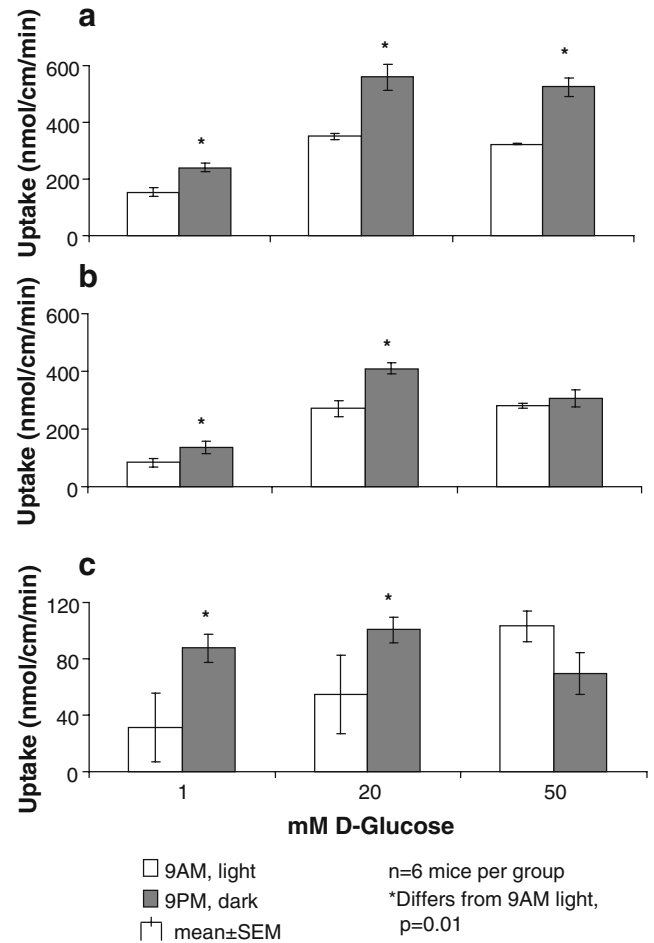 a
*
*
*
600
400
200
0
Uptake (nmol/cm/min)
b
*
*
600
400
200
0
Uptake (nmol/cm/min)
c
*
*
120
80
40
0
Uptake (nmol/cm/min)
1 20 50
mM D-Glucose
9AM, light
9PM, dark
mean±SEM
n=6 mice per group
*Differs from 9AM light,
p=0.01